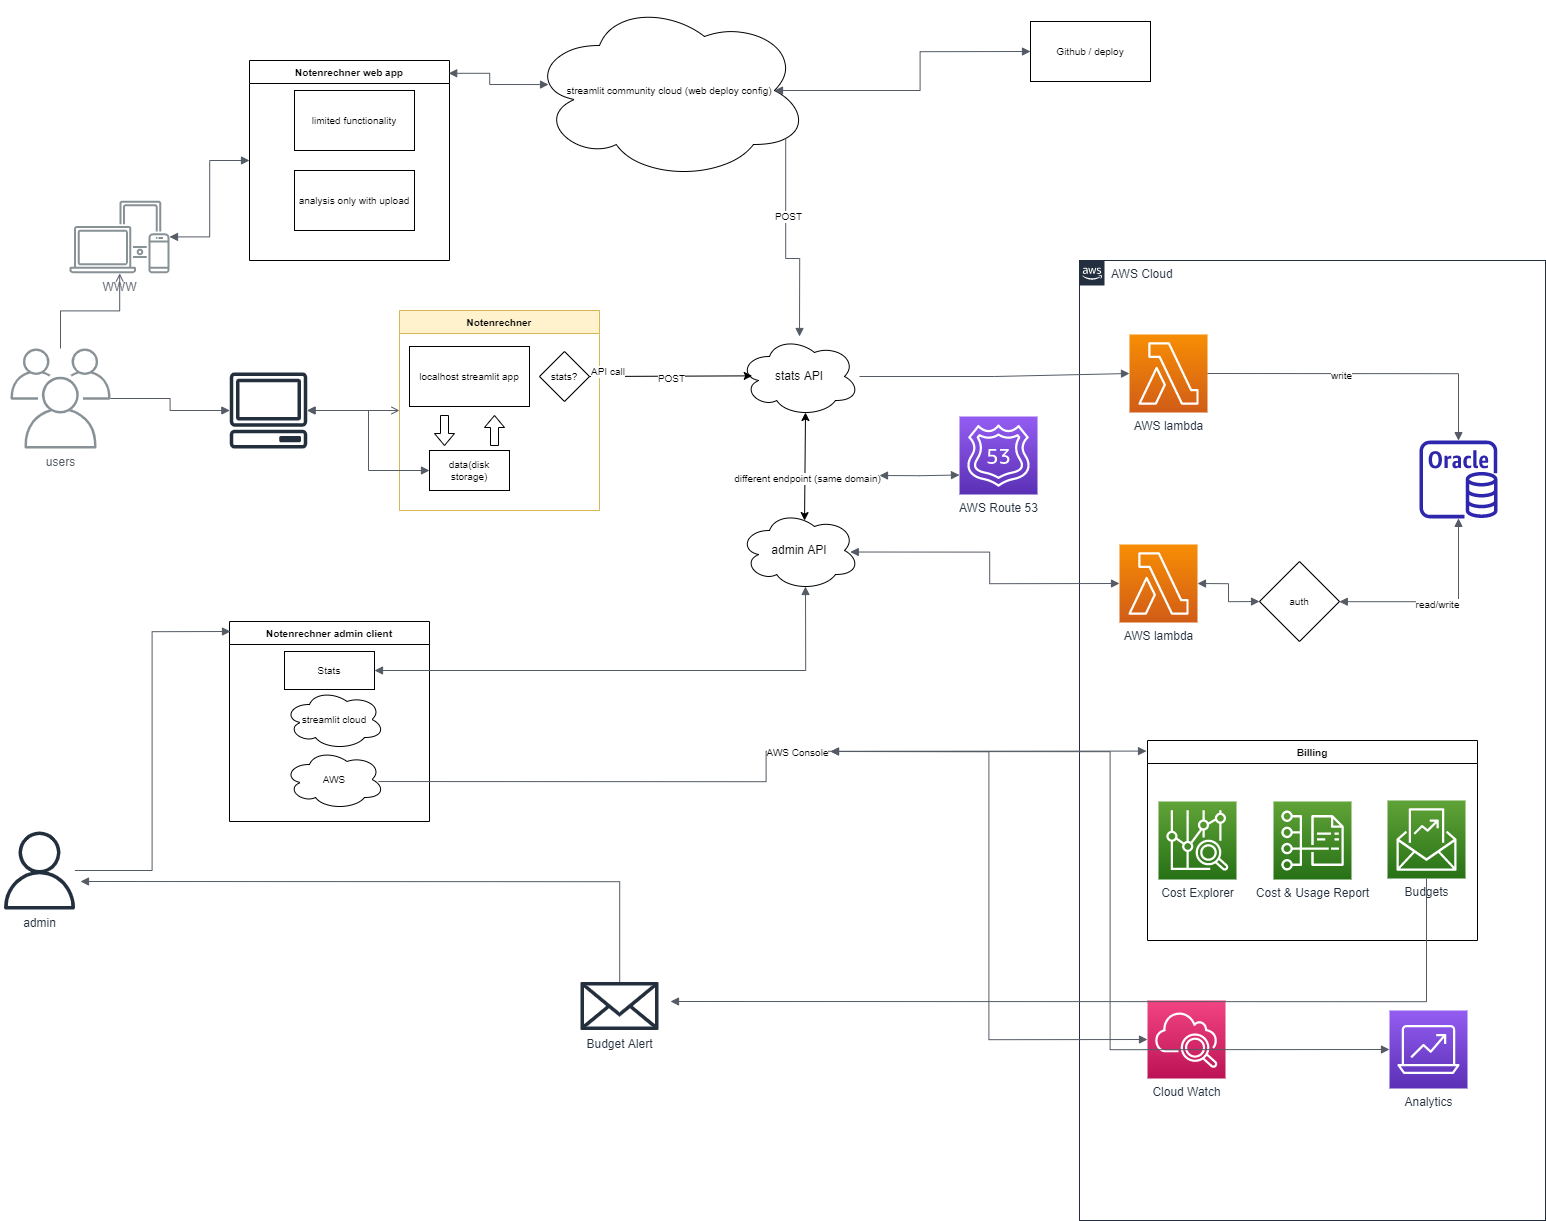 Github / deploy
Notenrechner web app
streamlit community cloud (web deploy config)
limited functionality
analysis only with upload
POST
WWW
aws
AWS Cloud
Notenrechner
localhost streamlit app
stats?
API call
POST
stats API
write
AWS lambda
users
data(disk
storage)
53
different endpoint (same domain)
AWS Route 53
Oracle
admin API
auth
read/write
AWS lambda
Notenrechner admin client
Stats
streamlit cloud
AWS
AWS Console
Billing
Cost Explorer
Cost & Usage Report
Budgets
admin
Budget Alert
Cloud Watch
Analytics